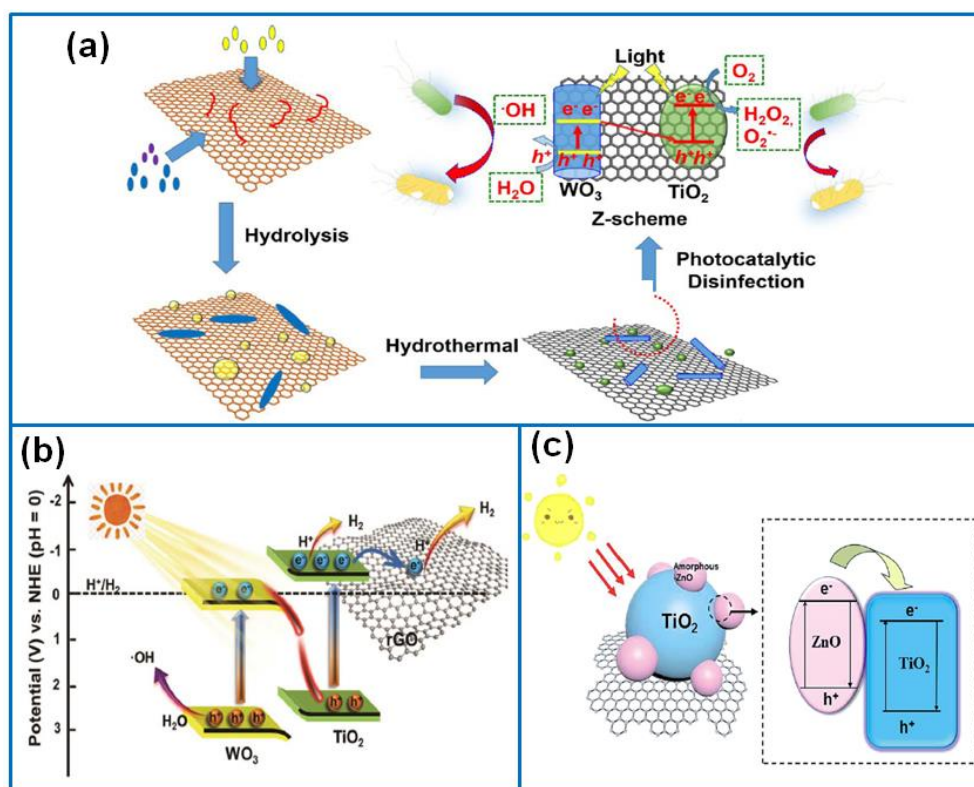 (a)
Light
O₂
e⁻ e⁻
e⁻ e⁻
·OH
H₂O₂,
O₂•⁻
h⁺
h⁺ h⁺
h⁺h⁺
H₂O
WO₃
TiO₂
Z-scheme
Hydrolysis
Photocatalytic
Disinfection
Hydrothermal
(b)
Potential (V) vs. NHE (pH = 0)
-2
-1
0
1
2
3
H⁺/H₂
H₂
H⁺
e⁻ e⁻ e⁻
H₂
H⁺
e⁻
e⁻ e⁻
rGO
·OH
H₂O
h⁺ h⁺ h⁺
WO₃
h⁺ h⁺
TiO₂
(c)
Amorphous
ZnO
TiO₂
e⁻
ZnO
h⁺
e⁻
TiO₂
h⁺